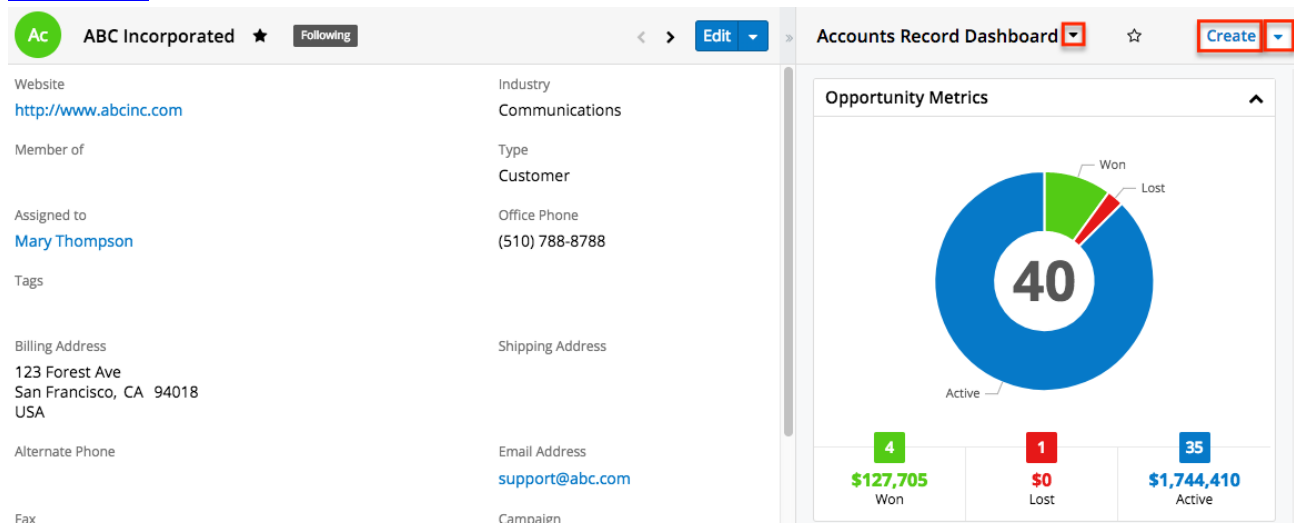 Ac ABC Incorporated Following Edit
Website
http://www.abcinc.com
Industry
Communications
Member of
Type
Customer
Assigned to
Mary Thompson
Office Phone
(510) 788-8788
Tags
Billing Address
123 Forest Ave
San Francisco, CA 94018
USA
Shipping Address
Alternate Phone
Email Address
support@abc.com
Fax
Campaign
Accounts Record Dashboard Create
Opportunity Metrics
Won
Lost
40
Active
4
$127,705
Won
1
$0
Lost
35
$1,744,410
Active